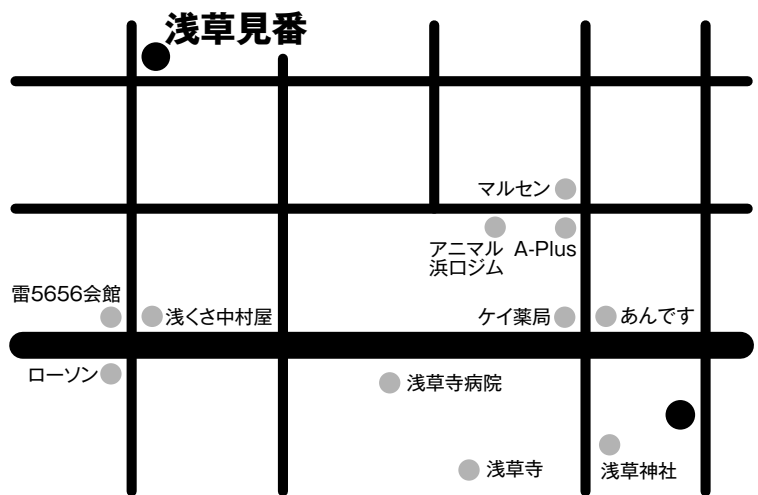 浅草見番
マルセン
アニマル
浜口ジム
A-Plus
雷5656会館
浅くさ中村屋
ケイ薬局
あんです
ローソン
浅草寺病院
浅草寺
浅草神社